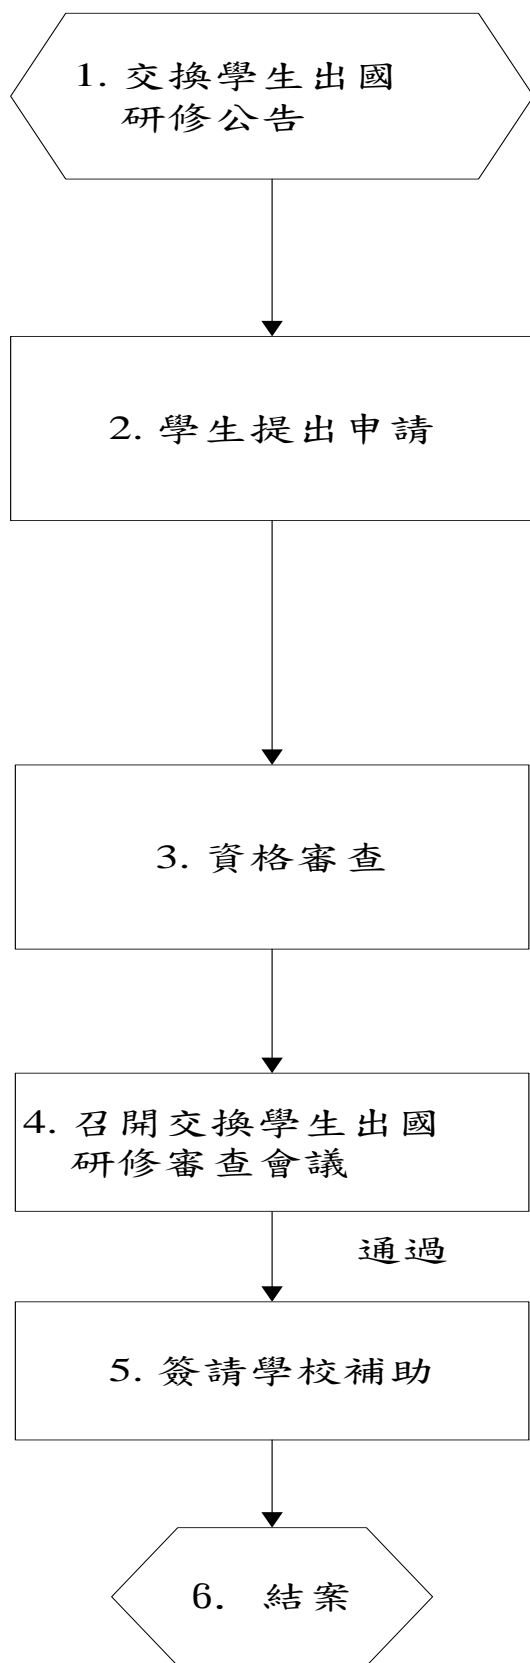 1. 交換學生出國
研修公告
2. 學生提出申請
3. 資格審查
4. 召開交換學生出國
研修審查會議
通過
5. 簽請學校補助
6. 結案